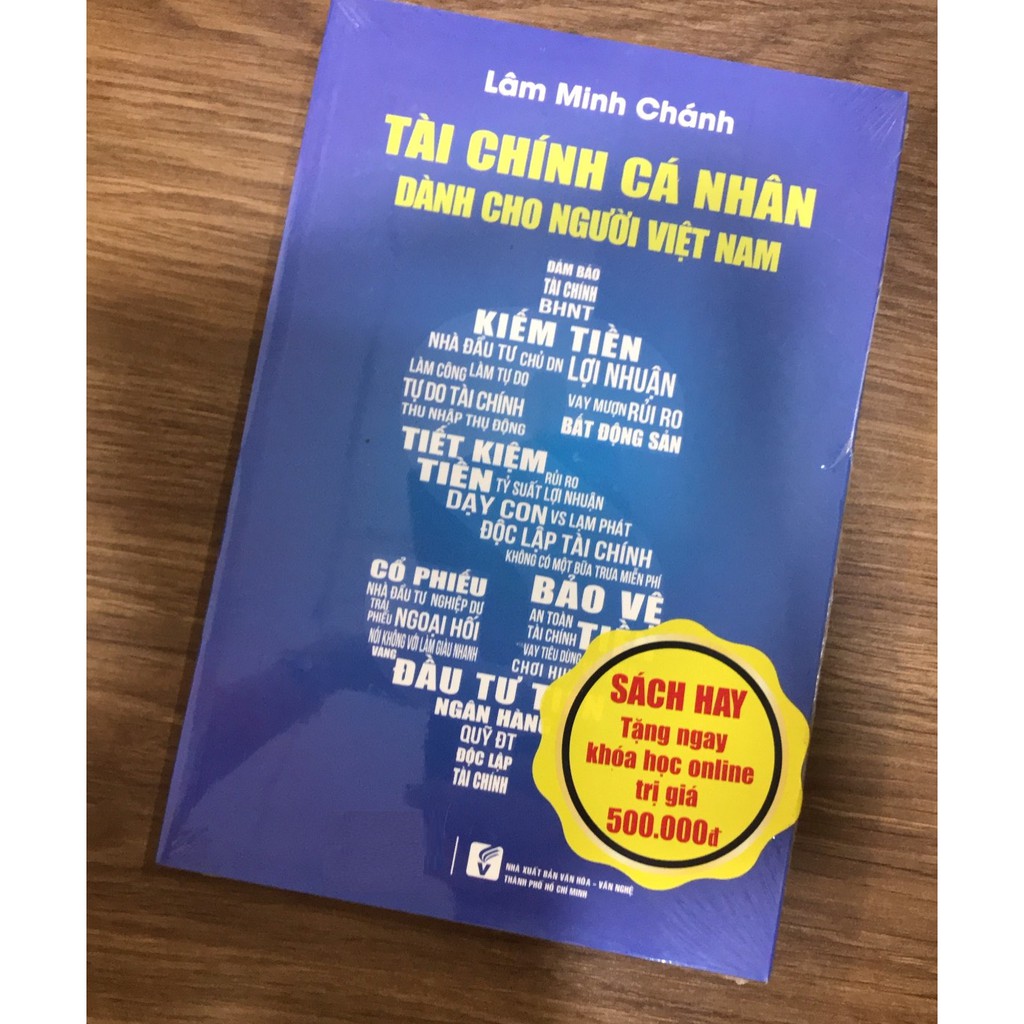 Lâm Minh Chánh
TÀI CHÍNH CÁ NHÂN
DÀNH CHO NGƯỜI VIỆT NAM
ĐẢM BẢO
TÀI CHÍNH
BHNT
KIẾM TIỀN
NHÀ ĐẦU TƯ CHỦ DN
LỢI NHUẬN
LÀM CÔNG LÀM TỰ DO
TỰ DO TÀI CHÍNH
VAY MƯỢN RỦI RO
THU NHẬP THỤ ĐỘNG
BẤT ĐỘNG SẢN
TIẾT KIỆM
TIỀN
RỦI RO
TỶ SUẤT LỢI NHUẬN
DẠY CON VS LẠM PHÁT
ĐỘC LẬP TÀI CHÍNH
KHÔNG CÓ MỘT BỮA TRƯA MIỄN PHÍ
CỔ PHIẾU
NHÀ ĐẦU TƯ NGHIỆP DƯ
TRÁI
PHIẾU NGOẠI HỐI
NÓI KHÔNG VỚI LÀM GIÀU NHANH
VÀNG
BẢO VỆ
AN TOÀN
TÀI CHÍNH
VAY TIÊU DÙNG
CHƠI
ĐẦU TƯ
NGÂN HÀNG
QUỸ ĐT
ĐỘC LẬP
TÀI CHÍNH
SÁCH HAY
Tặng ngay
khóa học online
trị giá
500.000đ
NHÀ XUẤT BẢN VĂN HÓA - VĂN NGHỆ
THÀNH PHỐ HỒ CHÍ MINH